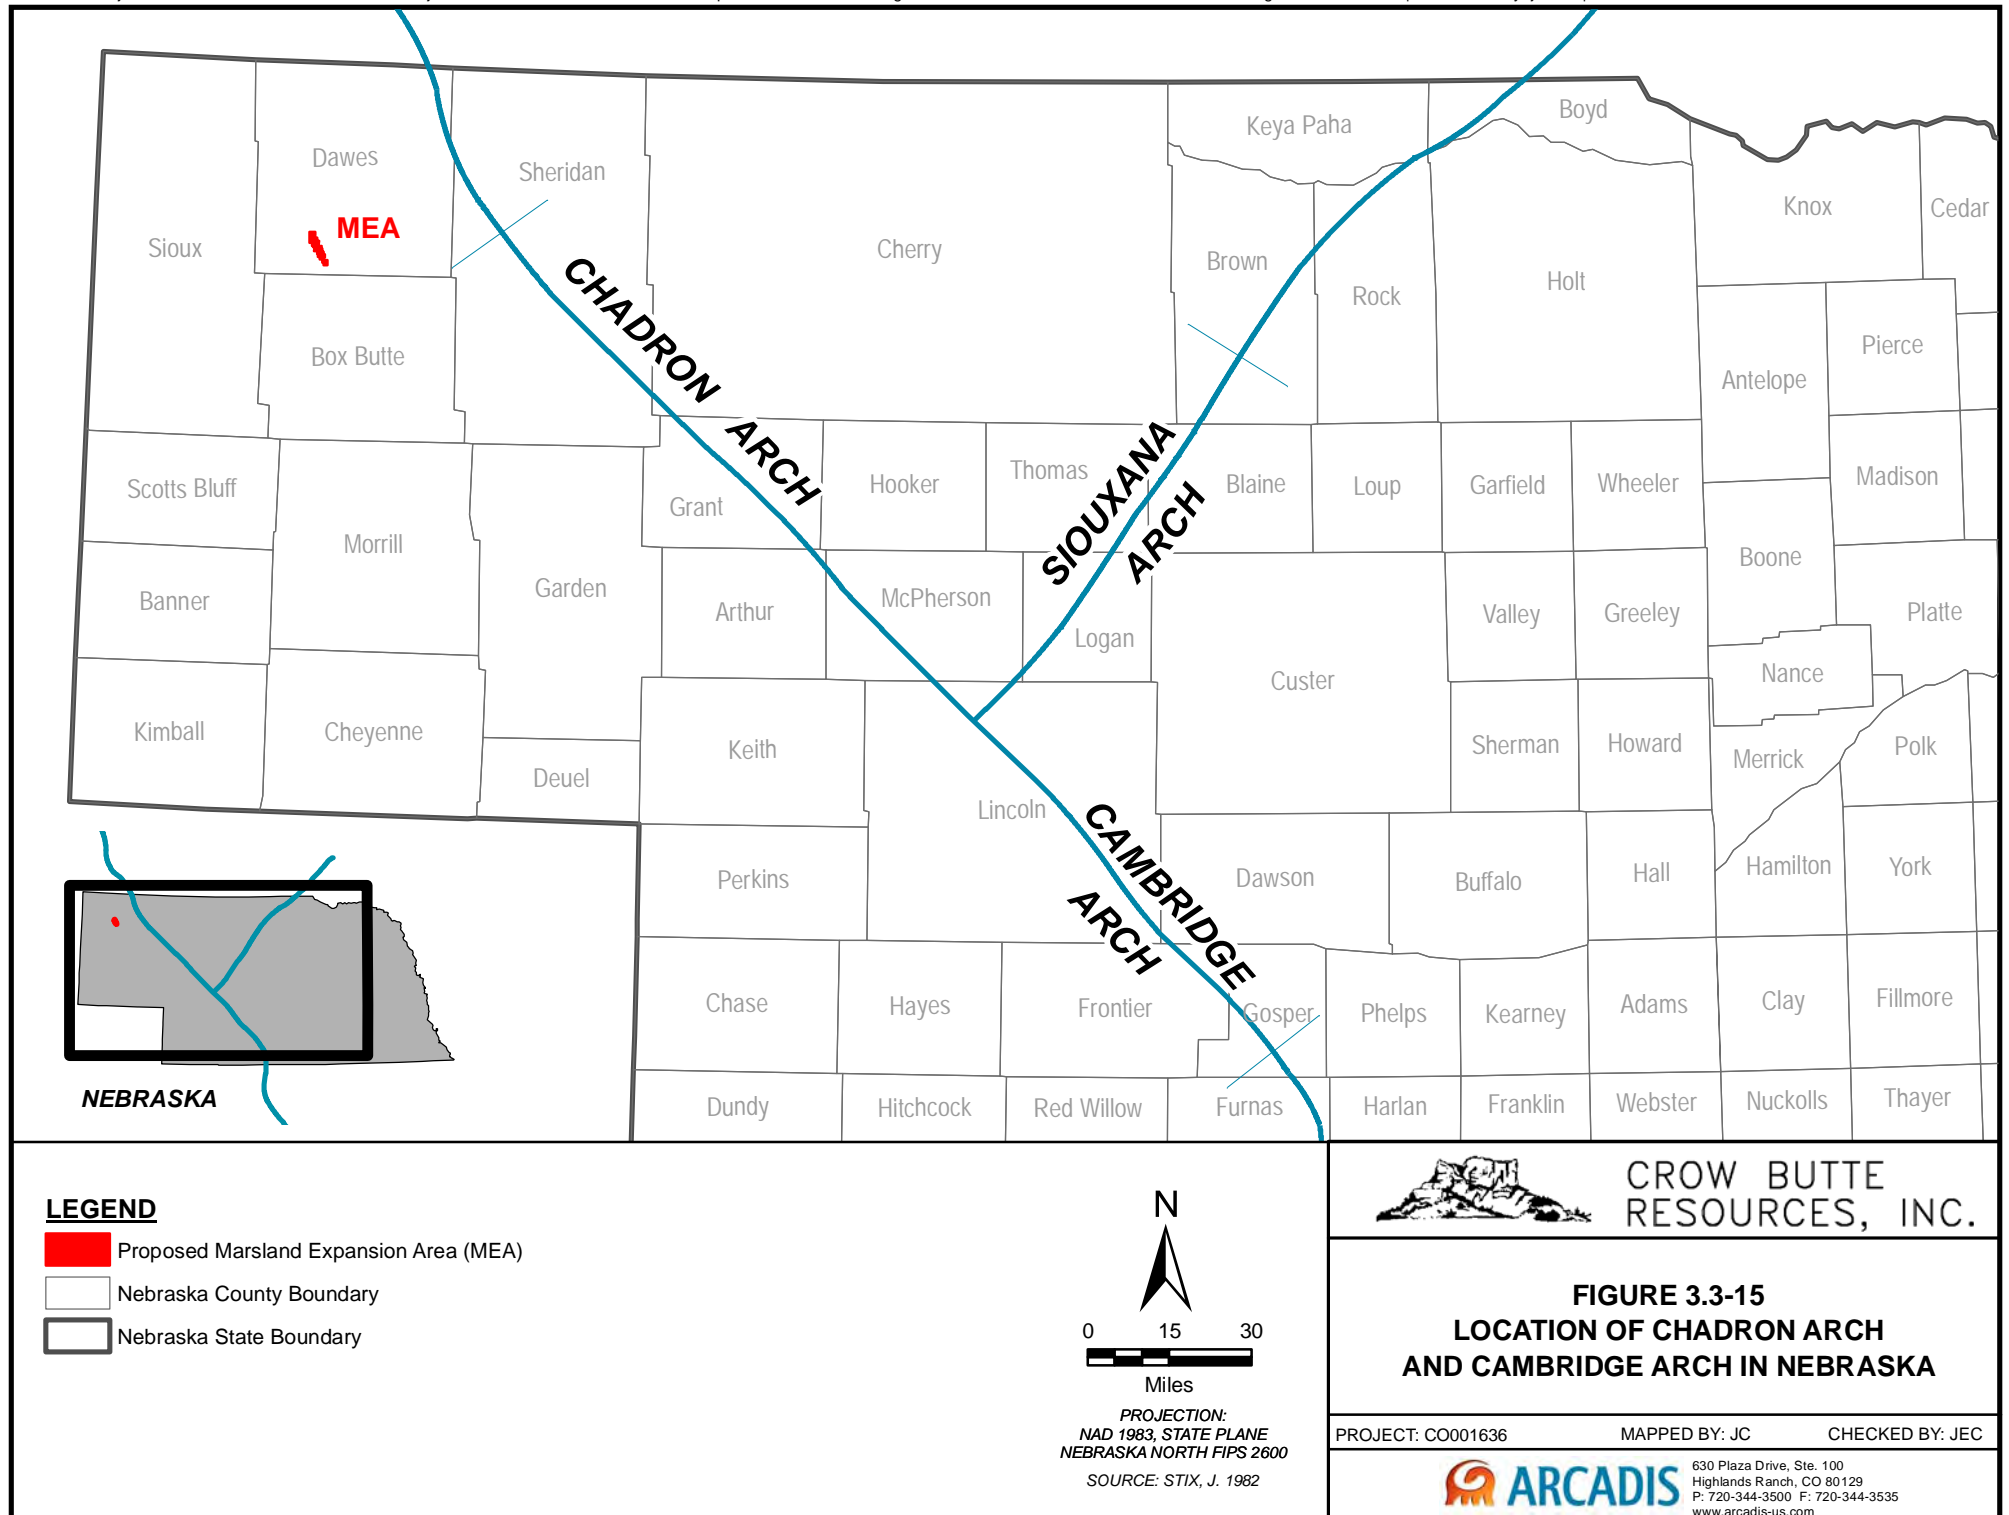 Keya Paha
Boyd
Dawes
Sheridan
MEA
Sioux
Cherry
Knox
Cedar
Brown
Rock
Holt
CHADRON ARCH
Box Butte
Pierce
Antelope
SIOUXANA
ARCH
Scotts Bluff
Grant
Hooker
Thomas
Blaine
Loup
Garfield
Wheeler
Madison
Morrill
Garden
Boone
Banner
Arthur
McPherson
Logan
Valley
Greeley
Platte
Custer
Nance
Kimball
Cheyenne
Keith
Sherman
Howard
Merrick
Polk
Deuel
Lincoln
CAMBRIDGE
ARCH
Perkins
Dawson
Buffalo
Hall
Hamilton
York
Chase
Hayes
Frontier
Gosper
Phelps
Kearney
Adams
Clay
Fillmore
Dundy
Hitchcock
Red Willow
Furnas
Harlan
Franklin
Webster
Nuckolls
Thayer
NEBRASKA
LEGEND
Proposed Marsland Expansion Area (MEA)
Nebraska County Boundary
Nebraska State Boundary
N
0 15 30
Miles
PROJECTION:
NAD 1983, STATE PLANE
NEBRASKA NORTH FIPS 2600
SOURCE: STIX, J. 1982
CROW BUTTE
RESOURCES, INC.
FIGURE 3.3-15
LOCATION OF CHADRON ARCH
AND CAMBRIDGE ARCH IN NEBRASKA
PROJECT: CO001636 MAPPED BY: JC CHECKED BY: JEC
ARCADIS
630 Plaza Drive, Ste. 100
Highlands Ranch, CO 80129
P: 720-344-3500 F: 720-344-3535
www.arcadis-us.com